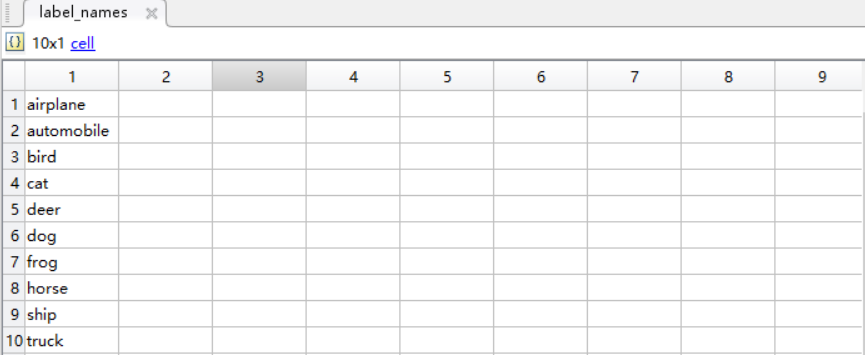 label_names
10x1 cell
1 2 3 4 5 6 7 8 9
1 airplane
2 automobile
3 bird
4 cat
5 deer
6 dog
7 frog
8 horse
9 ship
10 truck